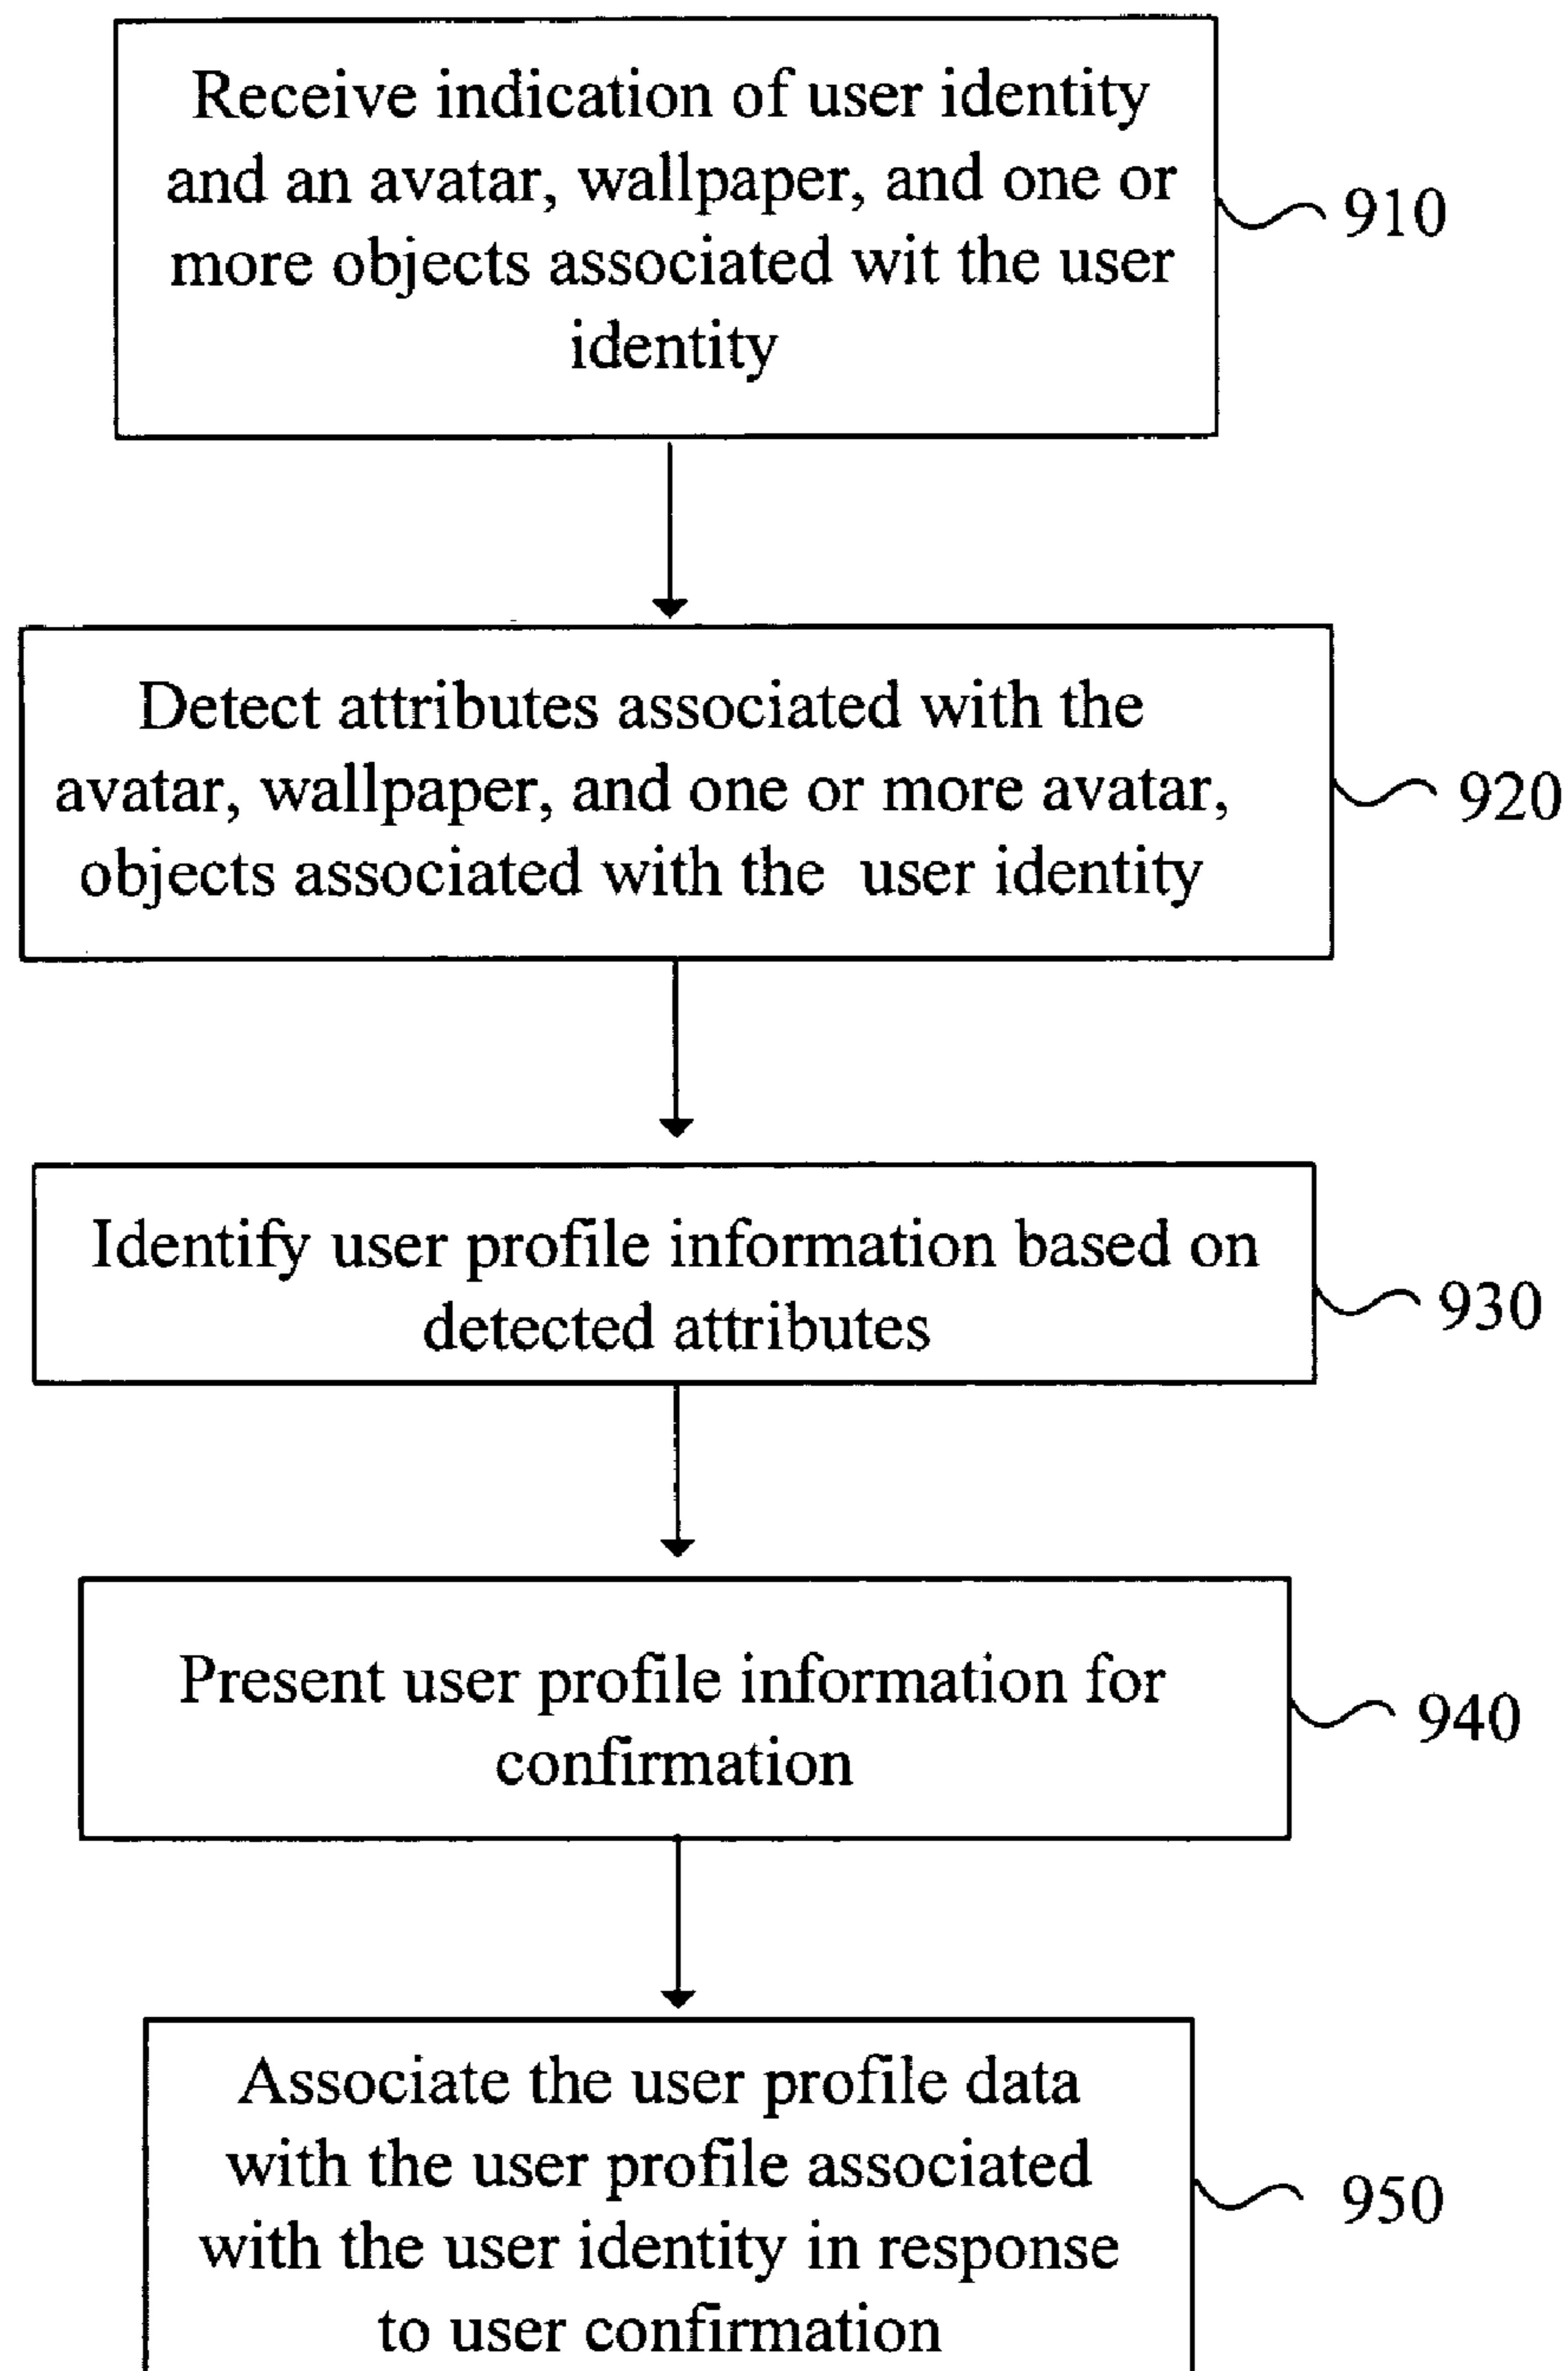 Receive indication of user identity
and an avatar, wallpaper, and one or
more objects associated wit the user
identity
910
Detect attributes associated with the
avatar, wallpaper, and one or more avatar,
objects associated with the user identity
920
Identify user profile information based on
detected attributes
930
Present user profile information for
confirmation
940
Associate the user profile data
with the user profile associated
with the user identity in response
to user confirmation
950